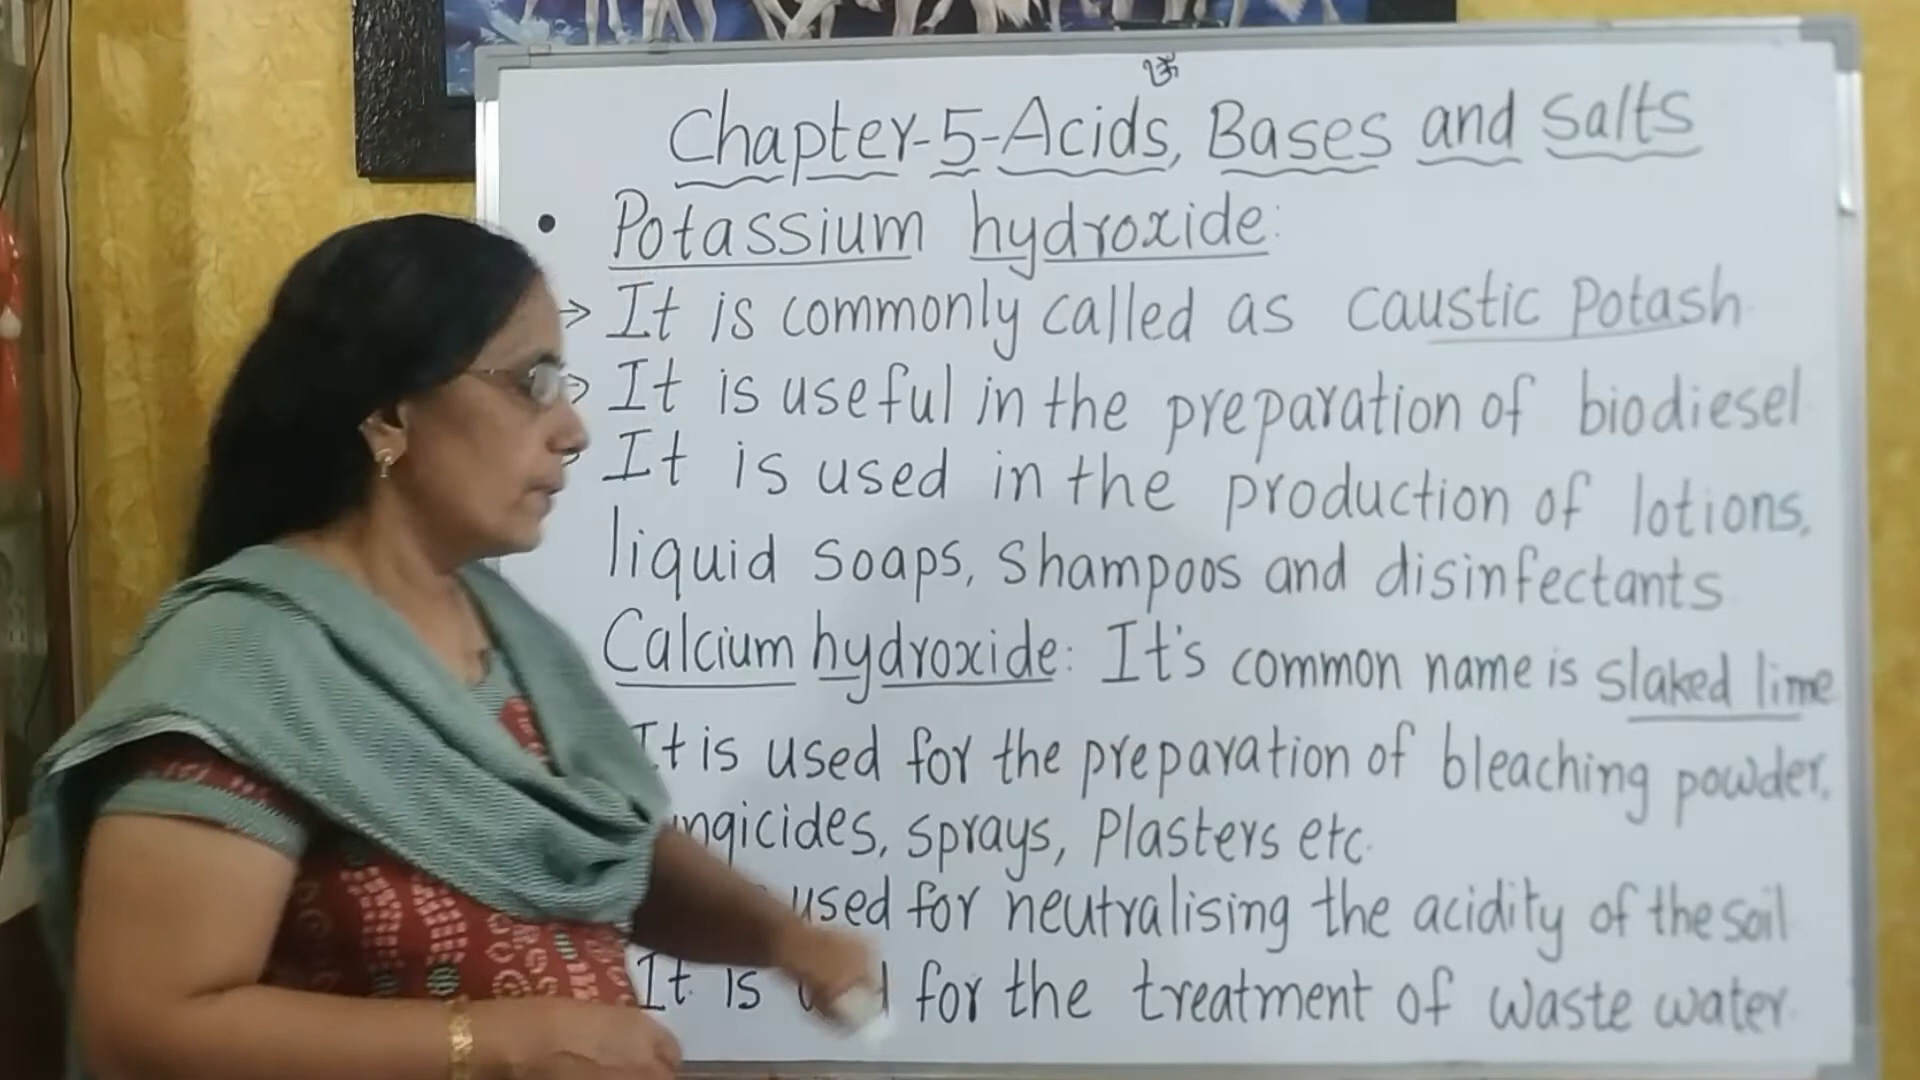 ॐ
Chapter-5-Acids, Bases and Salts
• Potassium hydroxide:
→ It is commonly called as Caustic Potash
→ It is useful in the preparation of biodiesel
It is used in the production of lotions,
liquid soaps, shampoos and disinfectants
Calcium hydroxide: It's common name is slaked lime
It is used for the preparation of bleaching powder,
sprays, Plasters etc.
used for neutralising the acidity of the soil
It is for the treatment of waste water